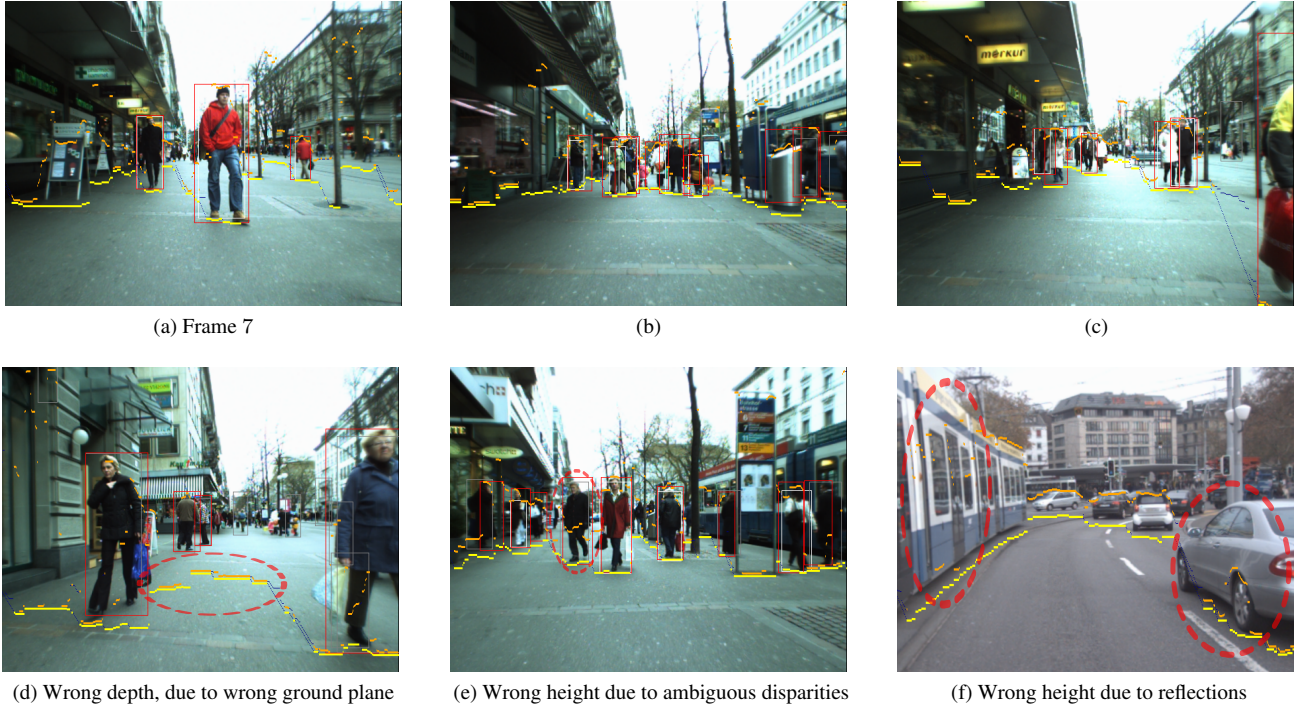 merkur
merkur
(a) Frame 7
(b)
(c)
(d) Wrong depth, due to wrong ground plane
(e) Wrong height due to ambiguous disparities
(f) Wrong height due to reflections